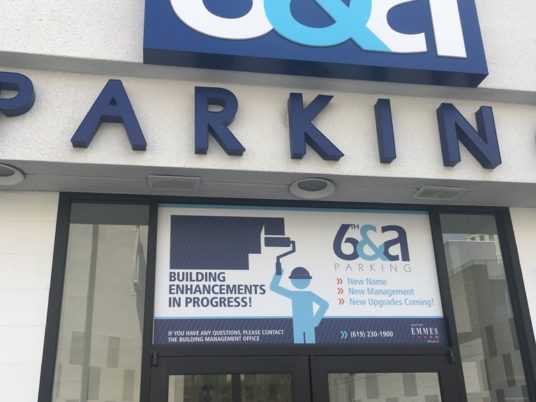 6&a
PARKING
6TH&a
PARKING
BUILDING
ENHANCEMENTS
IN PROGRESS!
>> New Name
>> New Management
>> New Upgrades Coming!
IF YOU HAVE ANY QUESTIONS, PLEASE CONTACT
THE BUILDING MANAGEMENT OFFICE
>> (619) 230-1900
EMMES